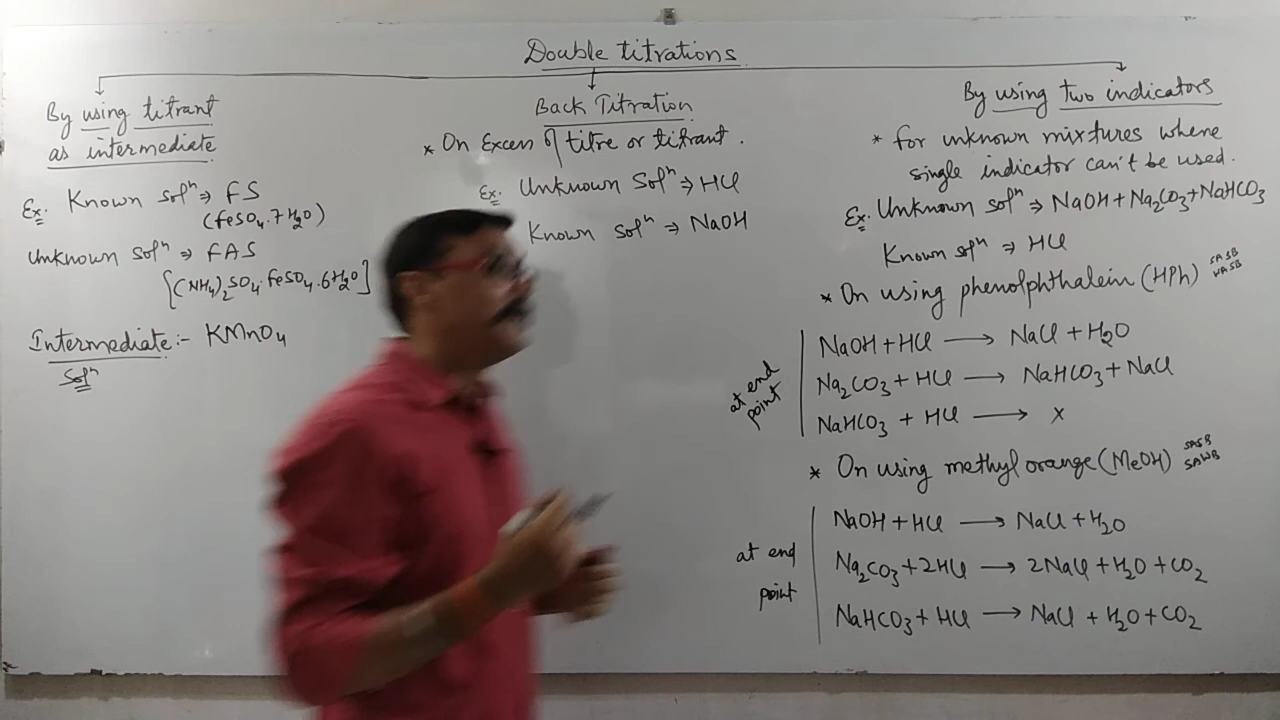 Double titrations
By using titrant
as intermediate
Ex: Known Solⁿ ⇒ FS
(FeSO₄.7H₂O)
Unknown Solⁿ ⇒ FAS
[(NH₄)₂SO₄.FeSO₄.6H₂O]
Intermediate:- KMnO₄
Solⁿ
Back Titration
* On Excess of titre or titrant.
Ex: Unknown Solⁿ ⇒ HCl
Known Solⁿ ⇒ NaOH
By using two indicators
* for unknown mixtures where
single indicator can't be used.
Ex. Unknown solⁿ ⇒ NaOH + Na₂CO₃ + NaHCO₃
Known solⁿ ⇒ HCl
* On using phenolphthalein (HPh) SASB
WASB
at end
point
NaOH + HCl ⟶ NaCl + H₂O
Na₂CO₃ + HCl ⟶ NaHCO₃ + NaCl
NaHCO₃ + HCl ⟶ X
* On using methyl orange (MeOH) SASB
SAWB
at end
point
NaOH + HCl ⟶ NaCl + H₂O
Na₂CO₃ + 2HCl ⟶ 2NaCl + H₂O + CO₂
NaHCO₃ + HCl ⟶ NaCl + H₂O + CO₂